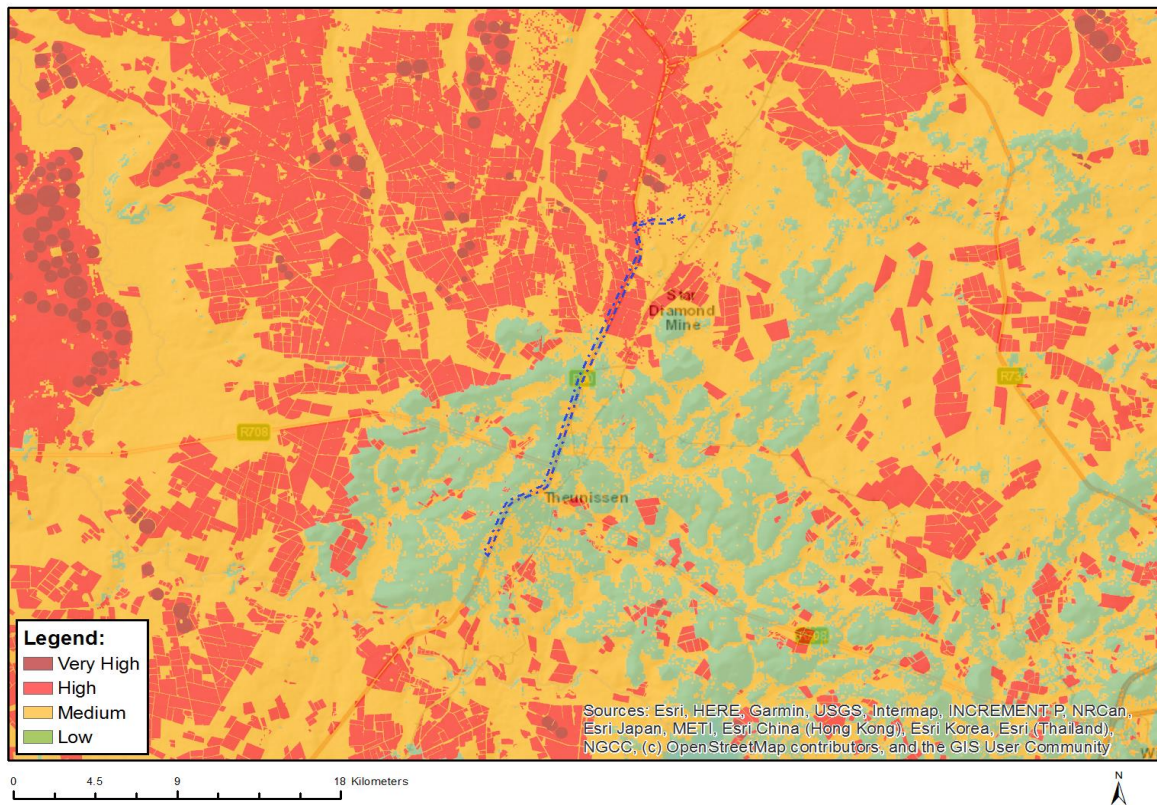 Star
Diamond
Mine
R708
R73
Theunissen
Legend:
Very High
High
Medium
Low
Sources: Esri, HERE, Garmin, USGS, Intermap, INCREMENT P, NRCan,
Esri Japan, METI, Esri China (Hong Kong), Esri Korea, Esri (Thailand),
NGCC, (c) OpenStreetMap contributors, and the GIS User Community
W
0 4.5 9 18 Kilometers
N